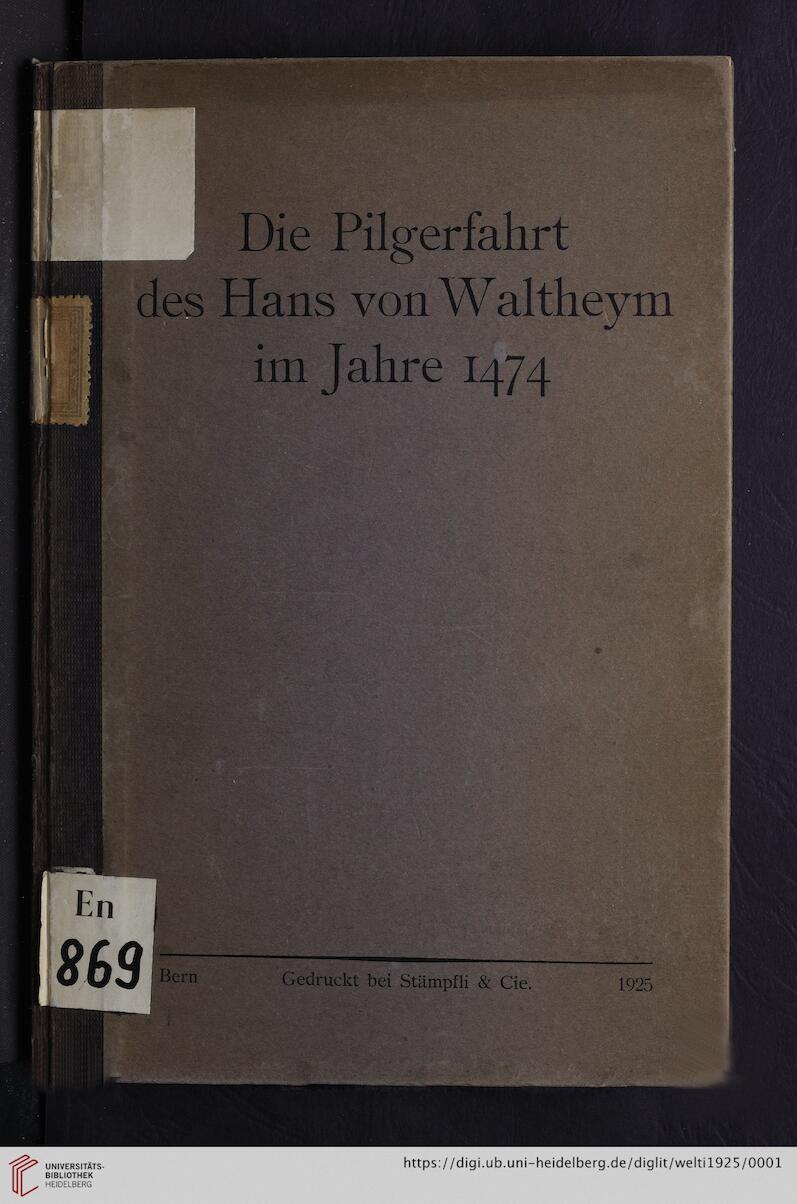 Die Pilgerfahrt
des Hans von Waltheym
im Jahre 1474
En
869
Bern Gedruckt bei Stämpfli & Cie. 1925
UNIVERSITÄTS-
BIBLIOTHEK
HEIDELBERG
https://digi.ub.uni-heidelberg.de/diglit/welti1925/0001